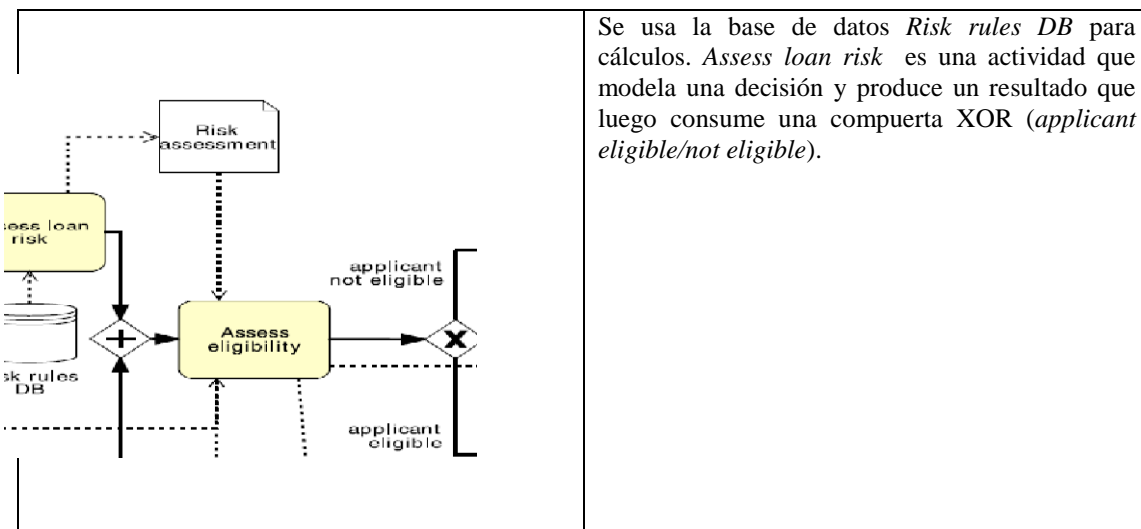 Se usa la base de datos Risk rules DB para
cálculos. Assess loan risk es una actividad que
modela una decisión y produce un resultado que
luego consume una compuerta XOR (applicant
eligible/not eligible).
Risk
assessment
ess loan
risk
applicant
not eligible
Assess
eligibility
sk rules
DB
applicant
eligible